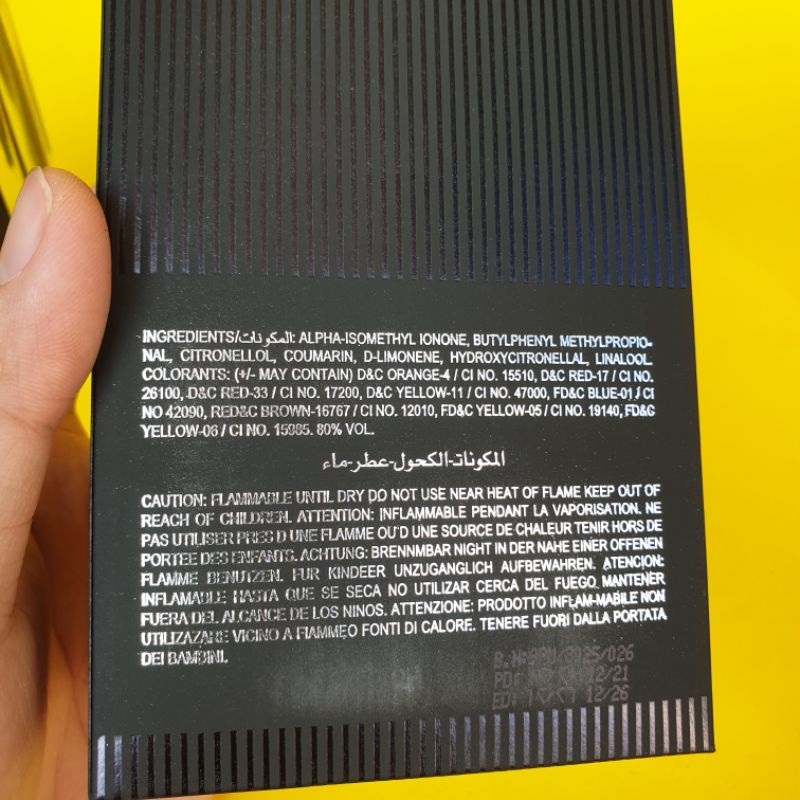 INGREDIENTS/المكونات: ALPHA-ISOMETHYL IONONE, BUTYLPHENYL METHYLPROPIO-
NAL, CITRONELLOL, COUMARIN, D-LIMONENE, HYDROXYCITRONELLAL, LINALOOL.
COLORANTS: (+/- MAY CONTAIN) D&C ORANGE-4 / CI NO. 15510, D&C RED-17 / CI NO.
26100, D&C RED-33 / CI NO. 17200, D&C YELLOW-11 / CI NO. 47000, FD&C BLUE-01 / CI
NO 42090, RED&C BROWN-16767 / CI NO. 12010, FD&C YELLOW-05 / CI NO. 19140, FD&C
YELLOW-06 / CI NO. 15985. 80% VOL.
المكونات-الكحول-عطر-ماء
CAUTION: FLAMMABLE UNTIL DRY DO NOT USE NEAR HEAT OF FLAME KEEP OUT OF
REACH OF CHILDREN. ATTENTION: INFLAMMABLE PENDANT LA VAPORISATION. NE
PAS UTILISER PRES D UNE FLAMME OU'D UNE SOURCE DE CHALEUR TENIR HORS DE
PORTEE DES ENFANTS. ACHTUNG: BRENNMBAR NIGHT IN DER NAHE EINER OFFENEN
FLAMME BENUTZEN. FUR KINDEER UNZUGANGLICH AUFBEWAHREN. ATENCION:
INFLAMABLE HASTA QUE SE SECA NO UTILIZAR CERCA DEL FUEGO. MANTENER
FUERA DEL ALCANCE DE LOS NINOS. ATTENZIONE: PRODOTTO INFLAM-MABILE NON
UTILIZAZARE VICINO A FIAMMEO FONTI DI CALORE. TENERE FUORI DALLA PORTATA
DEI BAMBINI.
B.N: /026
PD: 12/21
ED: 12/26